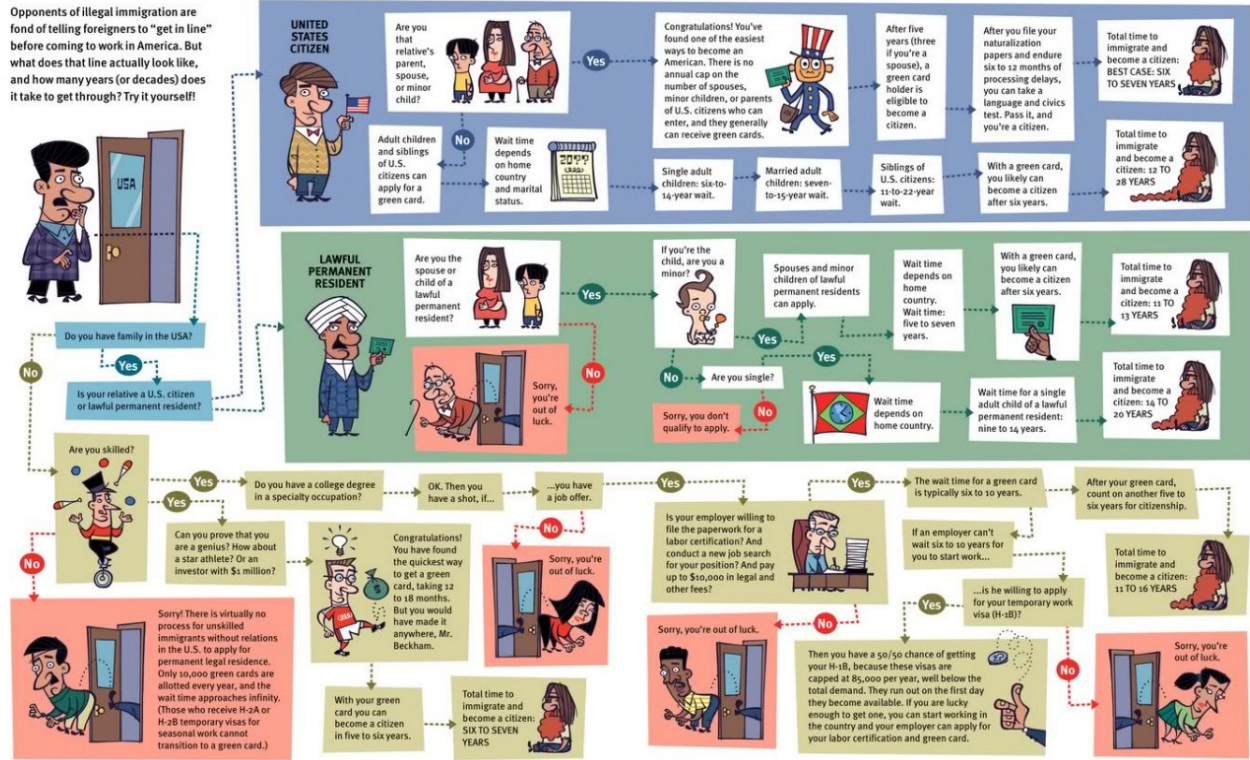 Opponents of illegal immigration are
fond of telling foreigners to “get in line”
before coming to work in America. But
what does that line actually look like,
and how many years (or decades) does
it take to get through? Try it yourself!
USA
Do you have family in the USA?
No
Yes
Is your relative a U.S. citizen
or lawful permanent resident?
UNITED
STATES
CITIZEN
Are you
that
relative's
parent,
spouse,
or minor
child?
Yes
Congratulations! You've
found one of the easiest
ways to become an
American. There is no
annual cap on the
number of spouses,
minor children, or parents
of U.S. citizens who can
enter, and they generally
can receive green cards.
After five
years (three
if you're a
spouse), a
green card
holder is
eligible to
become a
citizen.
After you file your
naturalization
papers and endure
six to 12 months of
processing delays,
you can take a
language and civics
test. Pass it, and
you're a citizen.
Total time to
immigrate and
become a citizen:
BEST CASE: SIX
TO SEVEN YEARS
No
Adult children
and siblings
of U.S.
citizens can
apply for a
green card.
Wait time
depends
on home
country
and marital
status.
20??
Single adult
children: six-to-
14-year wait.
Married adult
children: seven-
to-15-year wait.
Siblings of
U.S. citizens:
11-to-22-year
wait.
With a green card,
you likely can
become a citizen
after six years.
Total time to
immigrate
and become a
citizen: 12 TO
28 YEARS
LAWFUL
PERMANENT
RESIDENT
Are you the
spouse or
child of a
lawful
permanent
resident?
Yes
No
Sorry,
you're
out of
luck.
If you're the
child, are you a
minor?
Yes
No
Spouses and minor
children of lawful
permanent residents
can apply.
Wait time
depends on
home
country.
Wait time:
five to seven
years.
With a green card,
you likely can
become a citizen
after six years.
Total time to
immigrate
and become a
citizen: 11 TO
13 YEARS
Are you single?
Yes
No
Sorry, you don't
qualify to apply.
Wait time
depends on
home country.
Wait time for a single
adult child of a lawful
permanent resident:
nine to 14 years.
Total time to
immigrate
and become a
citizen: 14 TO
20 YEARS
Are you skilled?
Yes
Yes
No
Do you have a college degree
in a specialty occupation?
OK. Then you
have a shot, if...
...you have
a job offer.
Yes
No
Sorry, you're
out of luck.
Can you prove that you
are a genius? How about
a star athlete? Or an
investor with $1 million?
Congratulations!
You have found
the quickest way
to get a green
card, taking 12
to 18 months.
But you would
have made it
anywhere, Mr.
Beckham.
$
With your green
card you can
become a citizen
in five to six years.
Total time to
immigrate and
become a citizen:
SIX TO SEVEN
YEARS
Sorry! There is virtually no
process for unskilled
immigrants without relations
in the U.S. to apply for
permanent legal residence.
Only 10,000 green cards are
allotted every year, and the
wait time approaches infinity.
(Those who receive H-2A or
H-2B temporary visas for
seasonal work cannot
transition to a green card.)
Is your employer willing to
file the paperwork for a
labor certification? And
conduct a new job search
for your position? And pay
up to $10,000 in legal and
other fees?
Yes
No
Sorry, you're out of luck.
The wait time for a green card
is typically six to 10 years.
After your green card,
count on another five to
six years for citizenship.
Total time to
immigrate and
become a citizen:
11 TO 16 YEARS
If an employer can't
wait six to 10 years for
you to start work...
...is he willing to apply
for your temporary work
visa (H-1B)?
Yes
No
Then you have a 50/50 chance of getting
your H-1B, because these visas are
capped at 85,000 per year, well below the
total demand. They run out on the first day
they become available. If you are lucky
enough to get one, you can start working in
the country and your employer can apply for
your labor certification and green card.
Sorry, you're
out of luck.